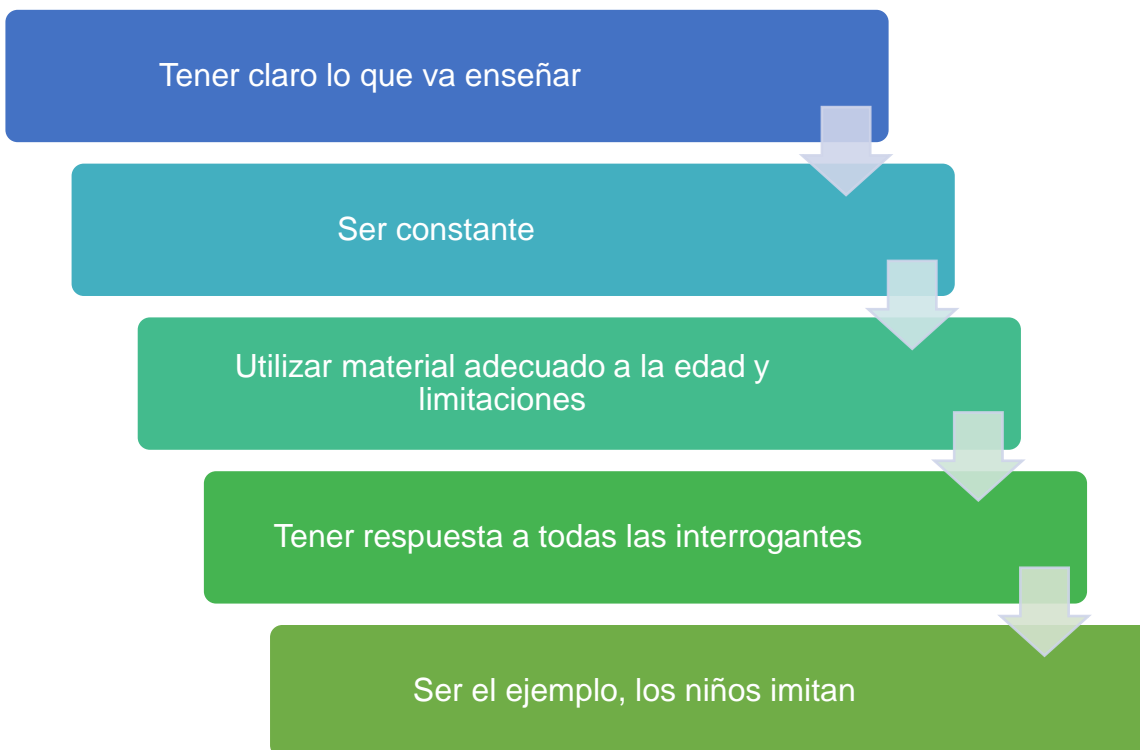 Tener claro lo que va enseñar
Ser constante
Utilizar material adecuado a la edad y
limitaciones
Tener respuesta a todas las interrogantes
Ser el ejemplo, los niños imitan